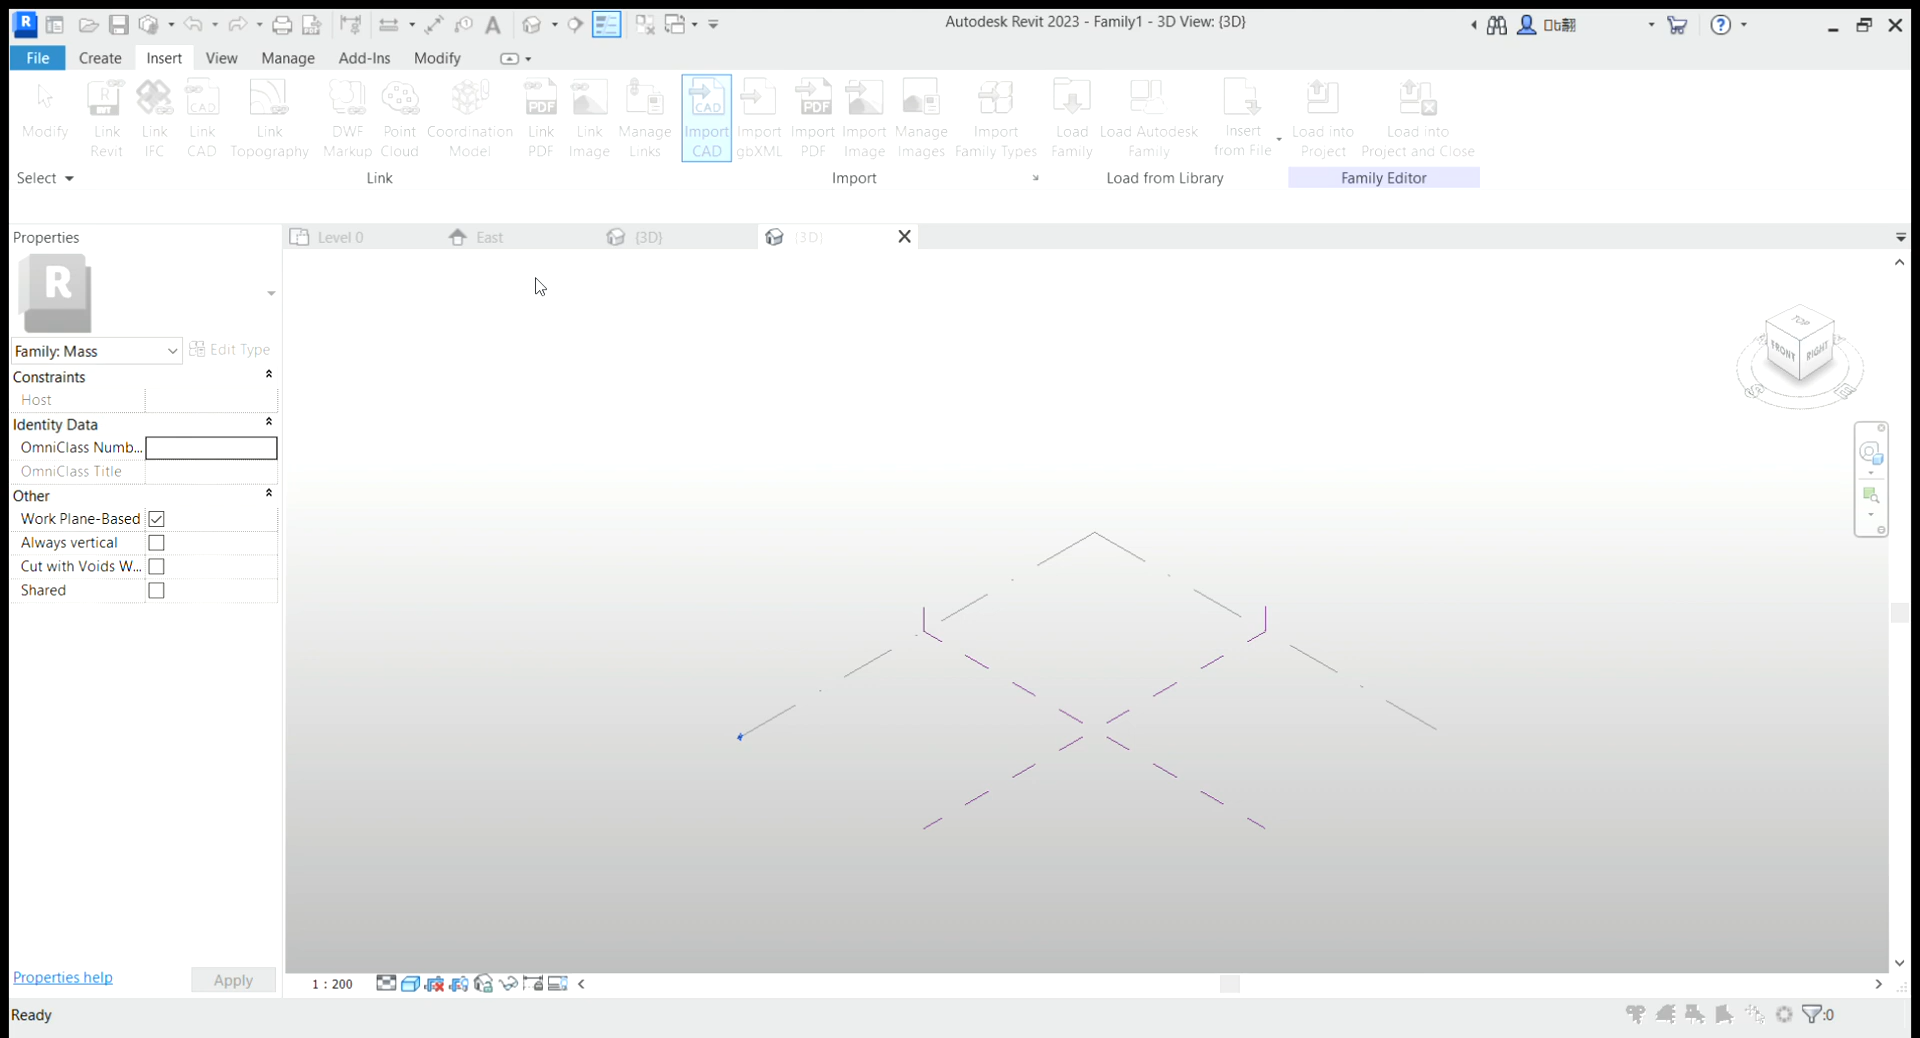 Autodesk Revit 2023 - Family1 - 3D View: {3D}
File Create Insert View Manage Add-Ins Modify
Modify
Link Revit
Link IFC
Link CAD
Link Topography
DWF Markup
Point Cloud
Coordination Model
Link PDF
Link Image
Manage Links
Import CAD
Import gbXML
Import PDF
Import Image
Manage Images
Import Family Types
Load Family
Load Autodesk Family
Insert from File
Load into Project
Load into Project and Close
Select Link Import Load from Library Family Editor
Properties
Level 0 East {3D} {3D}
R
Family: Mass Edit Type
Constraints
Host
Identity Data
OmniClass Numb...
OmniClass Title
Other
Work Plane-Based
Always vertical
Cut with Voids W...
Shared
TOP
FRONT RIGHT
Properties help Apply
1 : 200
Ready
:0